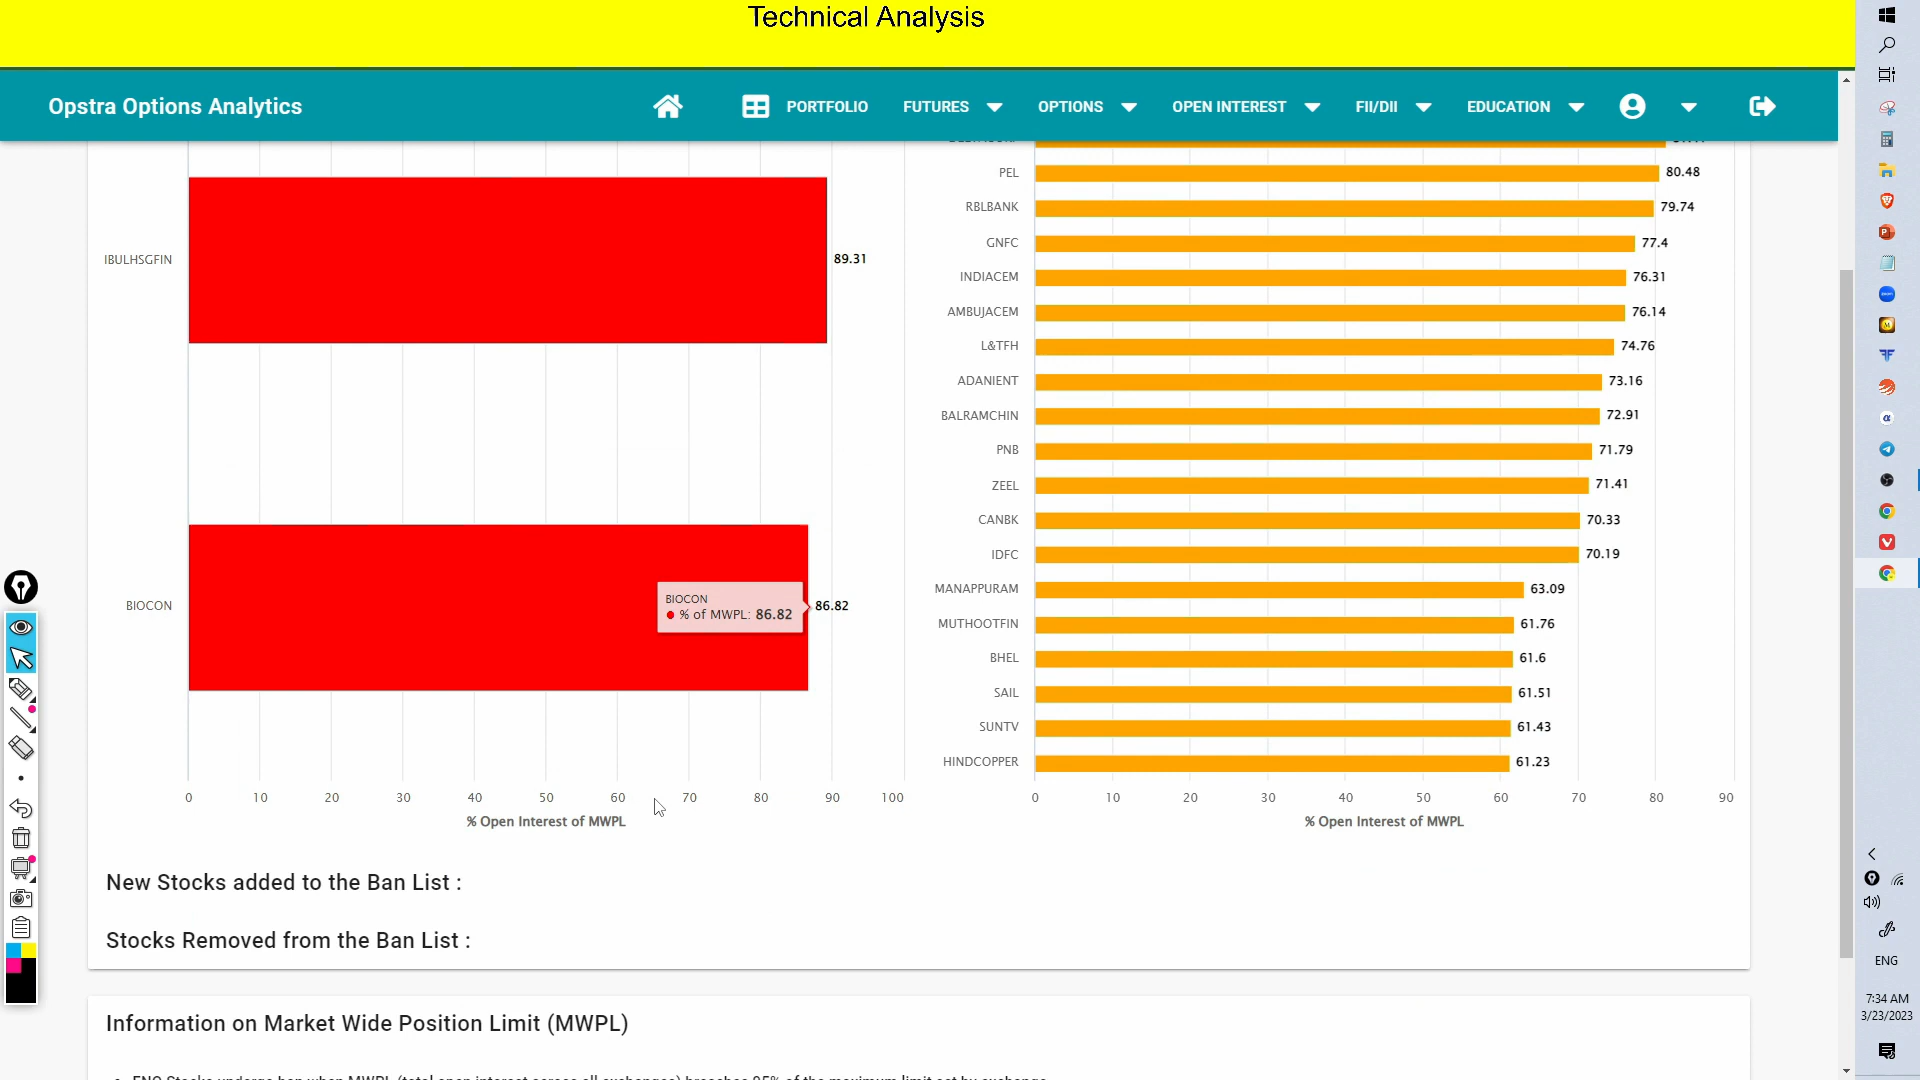 Technical Analysis
Opstra Options Analytics
PORTFOLIO
FUTURES
OPTIONS
OPEN INTEREST
FII/DII
EDUCATION
IBULHSGFIN
89.31
BIOCON
86.82
BIOCON
% of MWPL: 86.82
0 10 20 30 40 50 60 70 80 90 100
% Open Interest of MWPL
PEL 80.48
RBLBANK 79.74
GNFC 77.4
INDIACEM 76.31
AMBUJACEM 76.14
L&TFH 74.76
ADANIENT 73.16
BALRAMCHIN 72.91
PNB 71.79
ZEEL 71.41
CANBK 70.33
IDFC 70.19
MANAPPURAM 63.09
MUTHOOTFIN 61.76
BHEL 61.6
SAIL 61.51
SUNTV 61.43
HINDCOPPER 61.23
0 10 20 30 40 50 60 70 80 90
% Open Interest of MWPL
New Stocks added to the Ban List :
Stocks Removed from the Ban List :
Information on Market Wide Position Limit (MWPL)
ENG
7:34 AM
3/23/2023